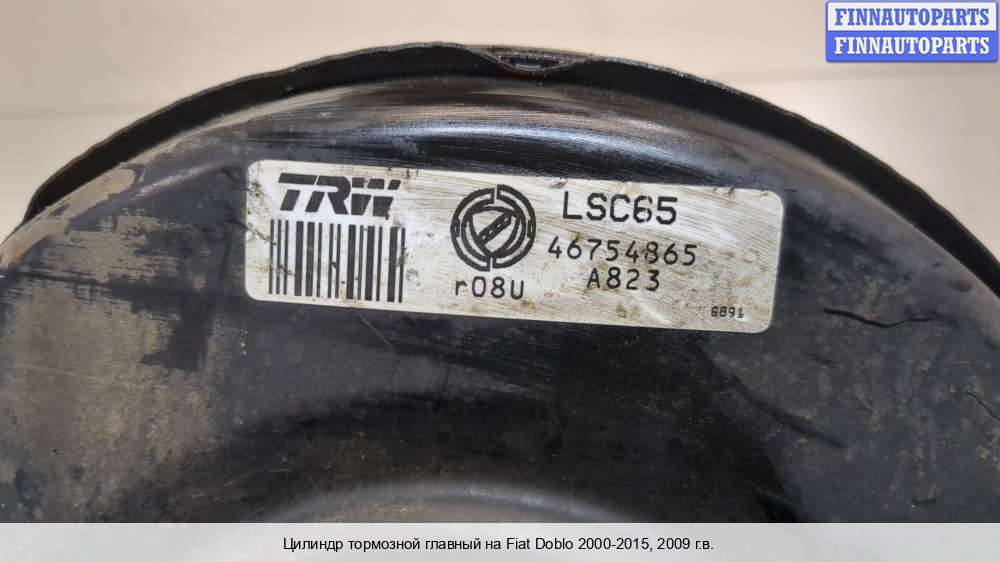 FINNAUTOPARTS
FINNAUTOPARTS
TRW
LSC65
46754865
r08U
A823
6891
Цилиндр тормозной главный на Fiat Doblo 2000-2015, 2009 г.в.